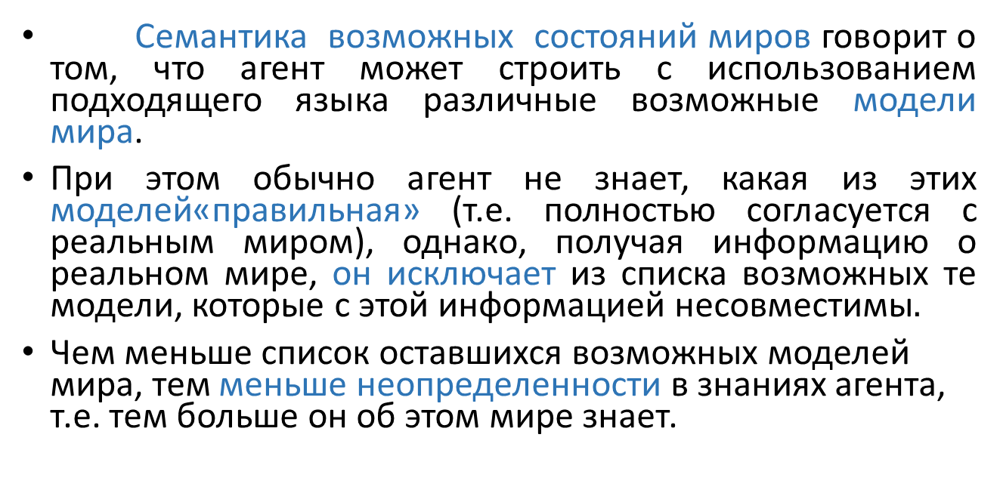 • Семантика возможных состояний миров говорит о
том, что агент может строить с использованием
подходящего языка различные возможные модели
мира.
• При этом обычно агент не знает, какая из этих
моделей«правильная» (т.е. полностью согласуется с
реальным миром), однако, получая информацию о
реальном мире, он исключает из списка возможных те
модели, которые с этой информацией несовместимы.
• Чем меньше список оставшихся возможных моделей
мира, тем меньше неопределенности в знаниях агента,
т.е. тем больше он об этом мире знает.